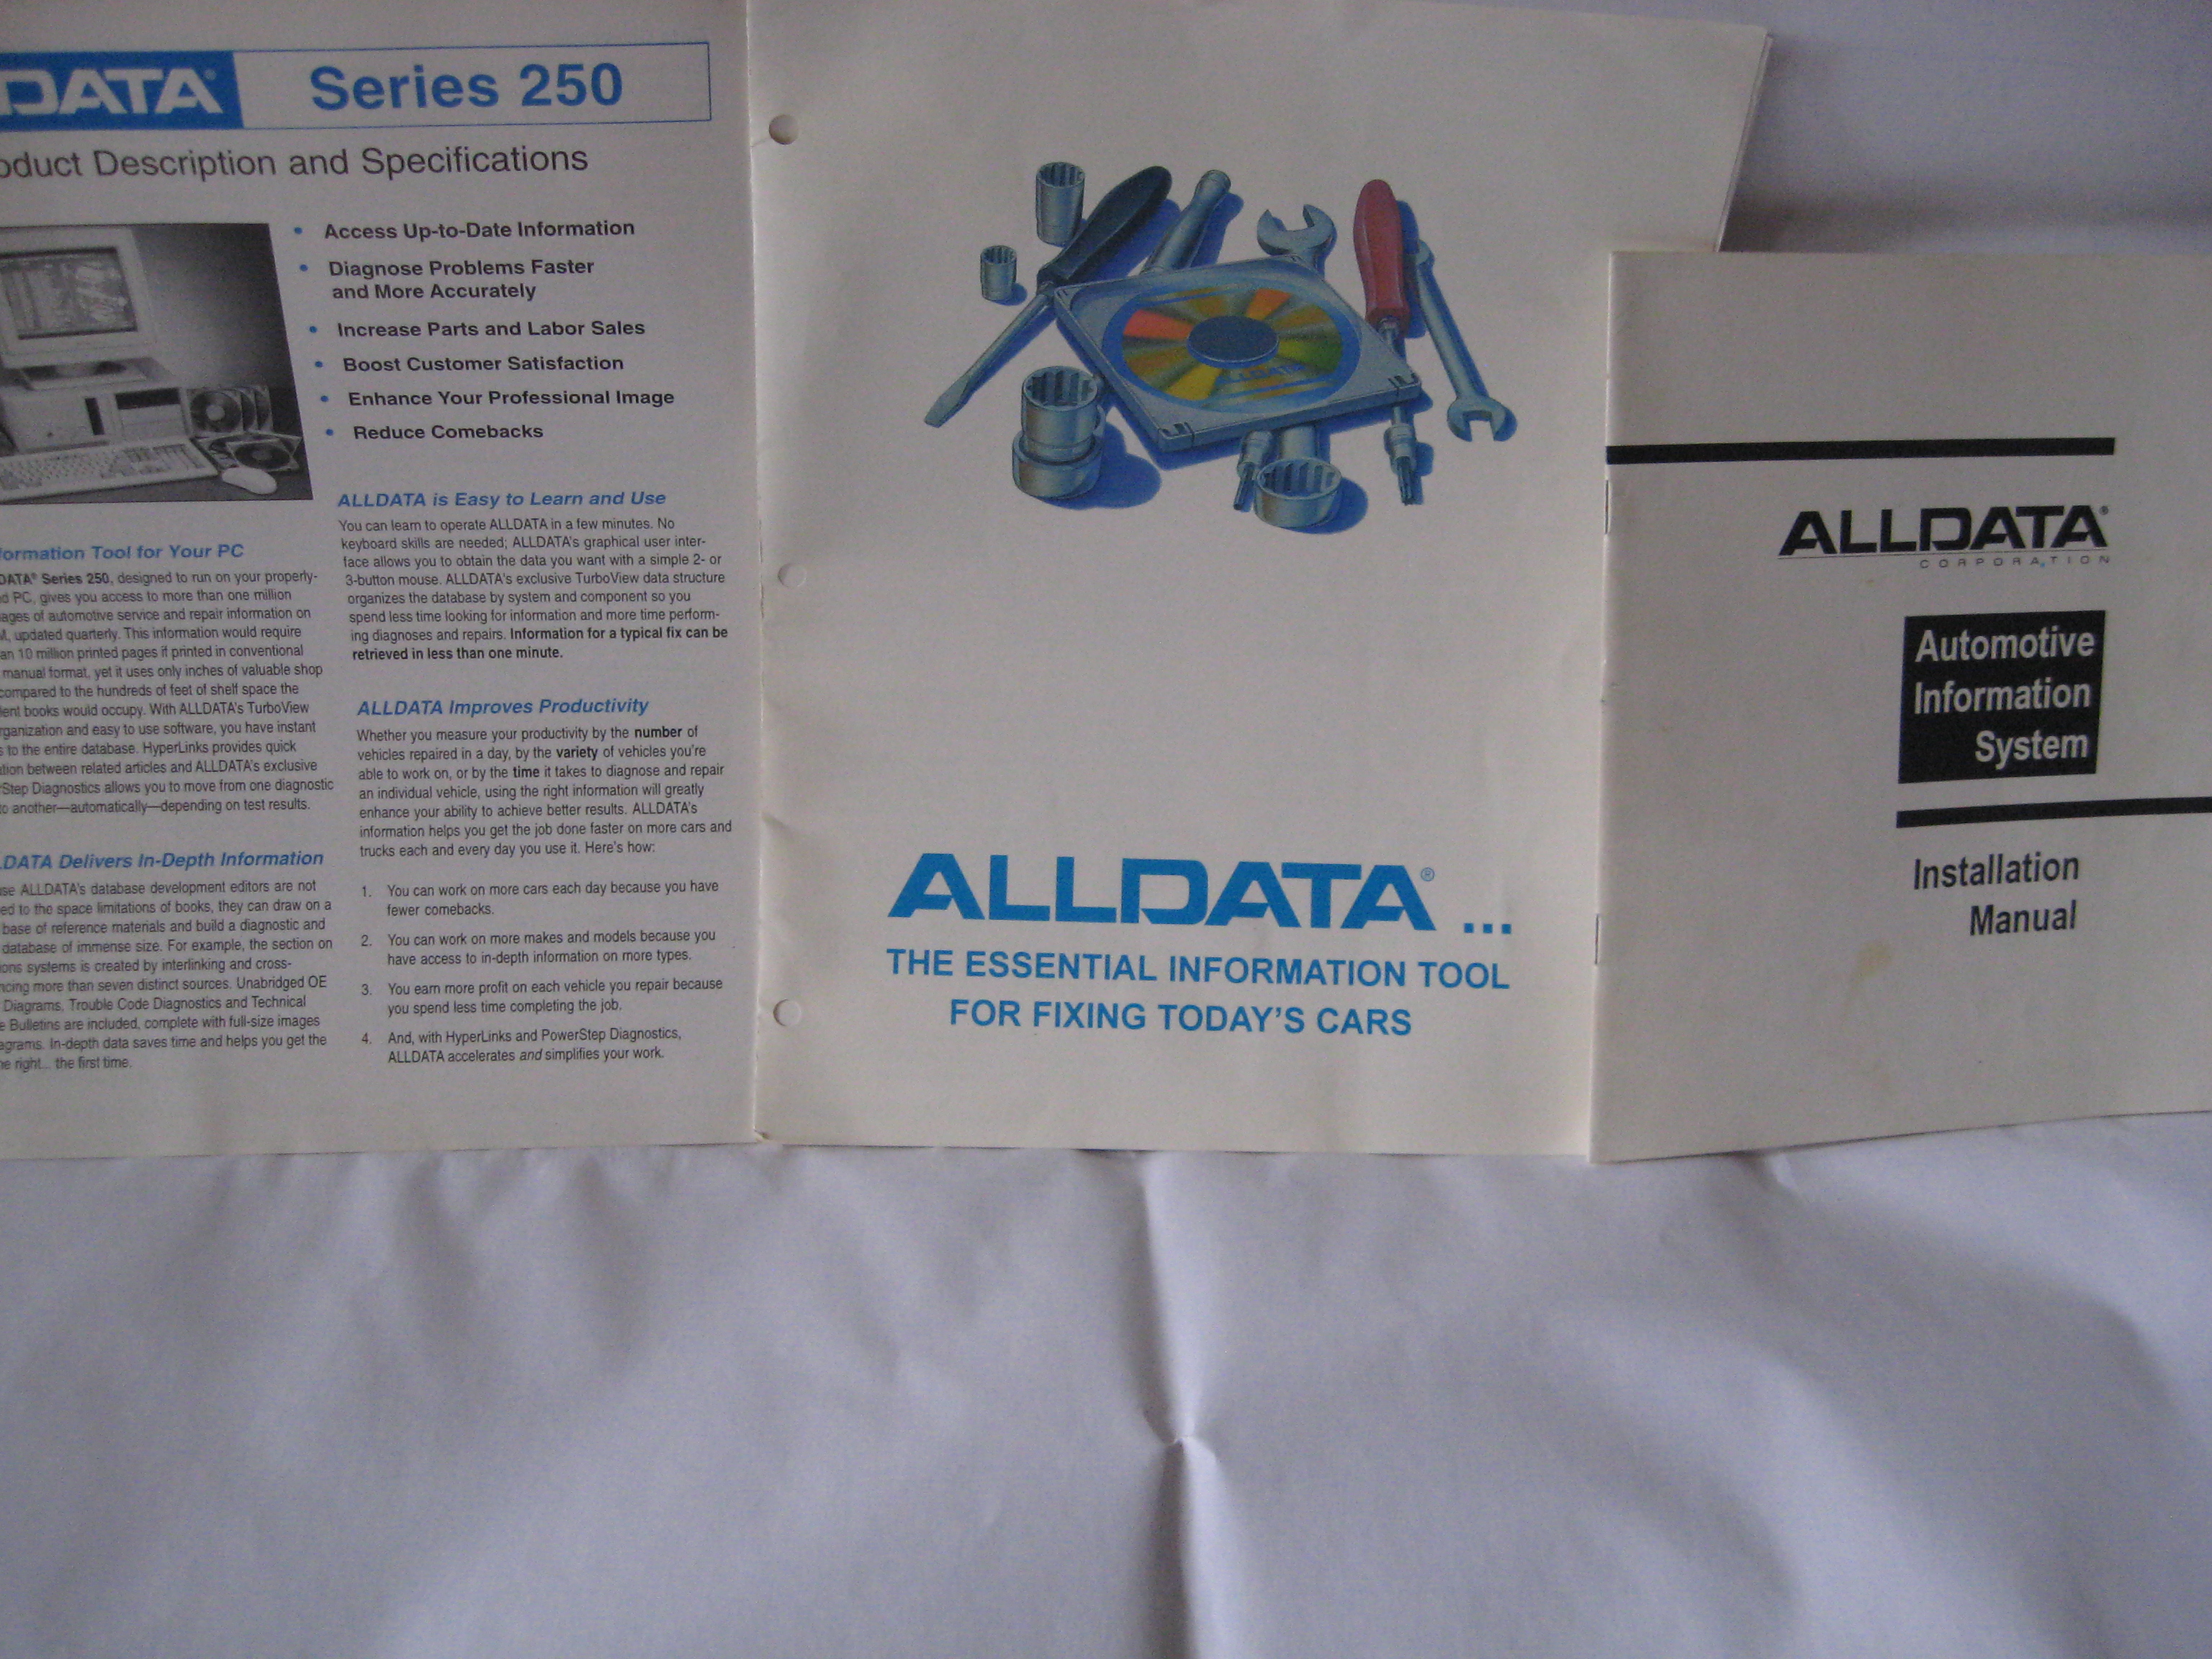 DATA® Series 250
Product Description and Specifications
• Access Up-to-Date Information
• Diagnose Problems Faster
and More Accurately
• Increase Parts and Labor Sales
• Boost Customer Satisfaction
• Enhance Your Professional Image
• Reduce Comebacks
formation Tool for Your PC
DATA® Series 250, designed to run on your properly-
d PC, gives you access to more than one million
ages of automotive service and repair information on
M, updated quarterly. This information would require
an 10 million printed pages if printed in conventional
manual format, yet it uses only inches of valuable shop
compared to the hundreds of feet of shelf space the
lent books would occupy. With ALLDATA's TurboView
rganization and easy to use software, you have instant
s to the entire database. HyperLinks provides quick
ation between related articles and ALLDATA's exclusive
rStep Diagnostics allows you to move from one diagnostic
to another—automatically—depending on test results.
LDATA Delivers In-Depth Information
use ALLDATA's database development editors are not
ed to the space limitations of books, they can draw on a
base of reference materials and build a diagnostic and
database of immense size. For example, the section on
ons systems is created by interlinking and cross-
ncing more than seven distinct sources. Unabridged OE
Diagrams, Trouble Code Diagnostics and Technical
e Bulletins are included, complete with full-size images
agrams. In-depth data saves time and helps you get the
ne right... the first time.
ALLDATA is Easy to Learn and Use
You can learn to operate ALLDATA in a few minutes. No
keyboard skills are needed; ALLDATA's graphical user inter-
face allows you to obtain the data you want with a simple 2- or
3-button mouse. ALLDATA's exclusive TurboView data structure
organizes the database by system and component so you
spend less time looking for information and more time perform-
ing diagnoses and repairs. Information for a typical fix can be
retrieved in less than one minute.
ALLDATA Improves Productivity
Whether you measure your productivity by the number of
vehicles repaired in a day, by the variety of vehicles you're
able to work on, or by the time it takes to diagnose and repair
an individual vehicle, using the right information will greatly
enhance your ability to achieve better results. ALLDATA's
information helps you get the job done faster on more cars and
trucks each and every day you use it. Here's how:
1. You can work on more cars each day because you have
fewer comebacks.
2. You can work on more makes and models because you
have access to in-depth information on more types.
3. You earn more profit on each vehicle you repair because
you spend less time completing the job.
4. And, with HyperLinks and PowerStep Diagnostics,
ALLDATA accelerates and simplifies your work.
ALLDATA
ALLDATA® ...
THE ESSENTIAL INFORMATION TOOL
FOR FIXING TODAY'S CARS
ALLDATA®
CORPORATION
Automotive
Information
System
Installation
Manual